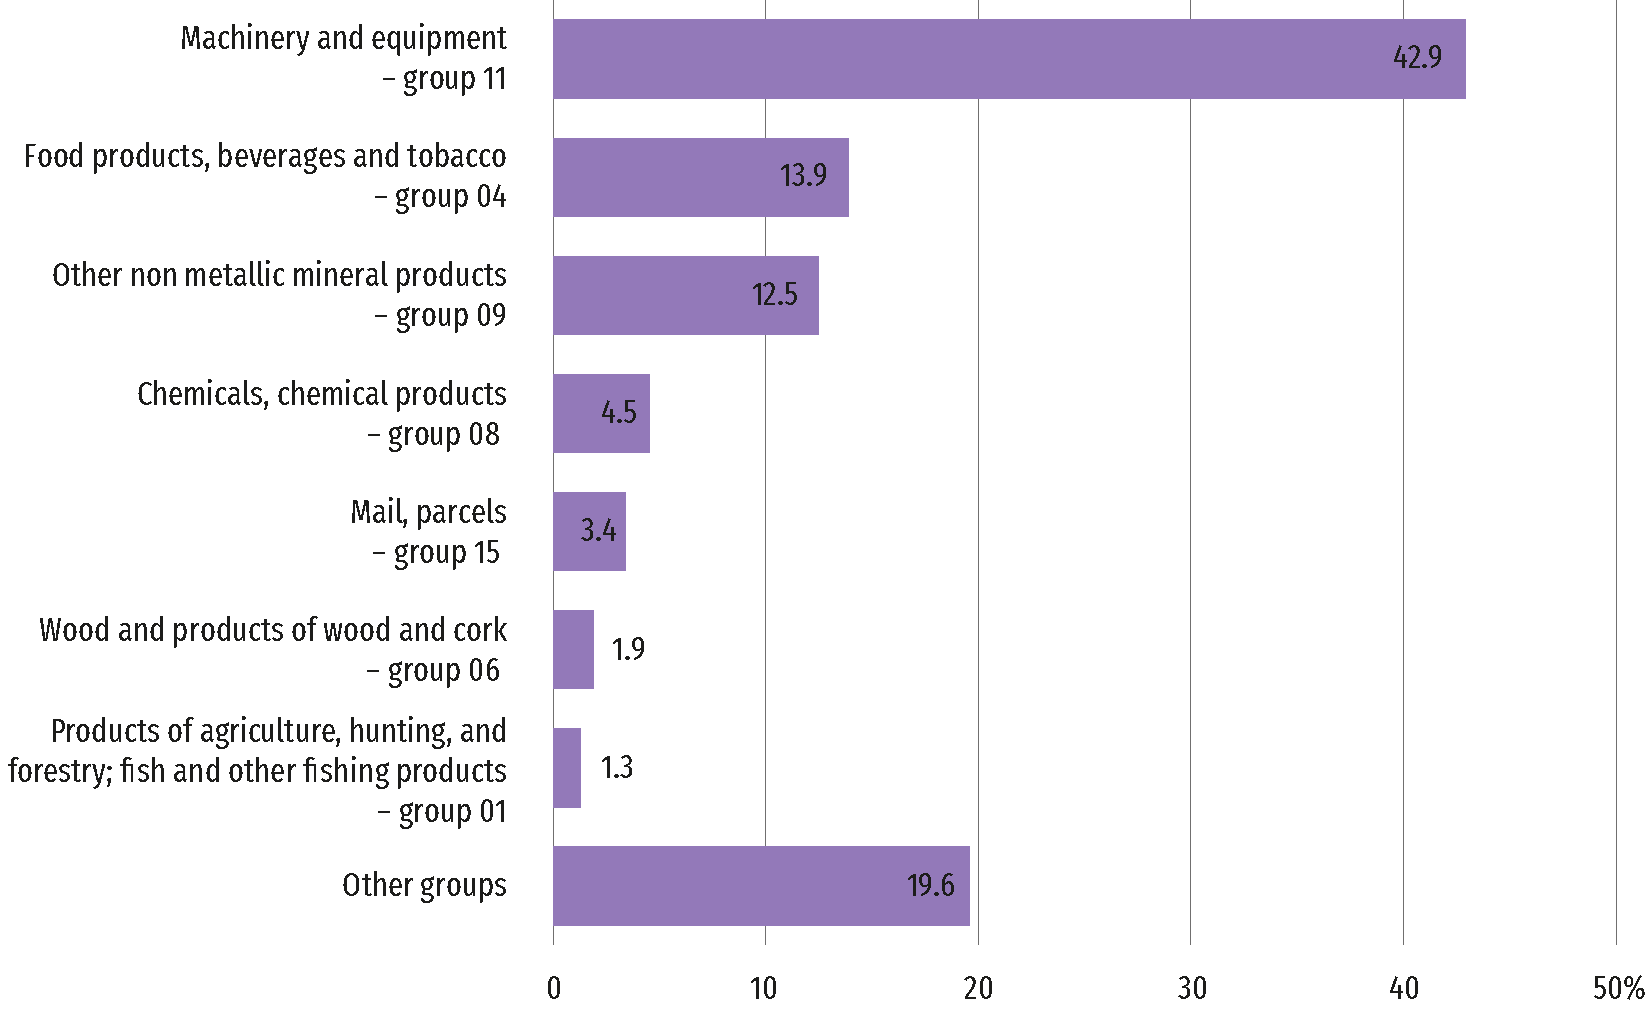 Machinery and equipment
– group 11
42.9
Food products, beverages and tobacco
– group 04
13.9
Other non metallic mineral products
– group 09
12.5
Chemicals, chemical products
– group 08
4.5
Mail, parcels
– group 15
3.4
Wood and products of wood and cork
– group 06
1.9
Products of agriculture, hunting, and
forestry; fish and other fishing products
– group 01
1.3
Other groups
19.6
0 10 20 30 40 50%